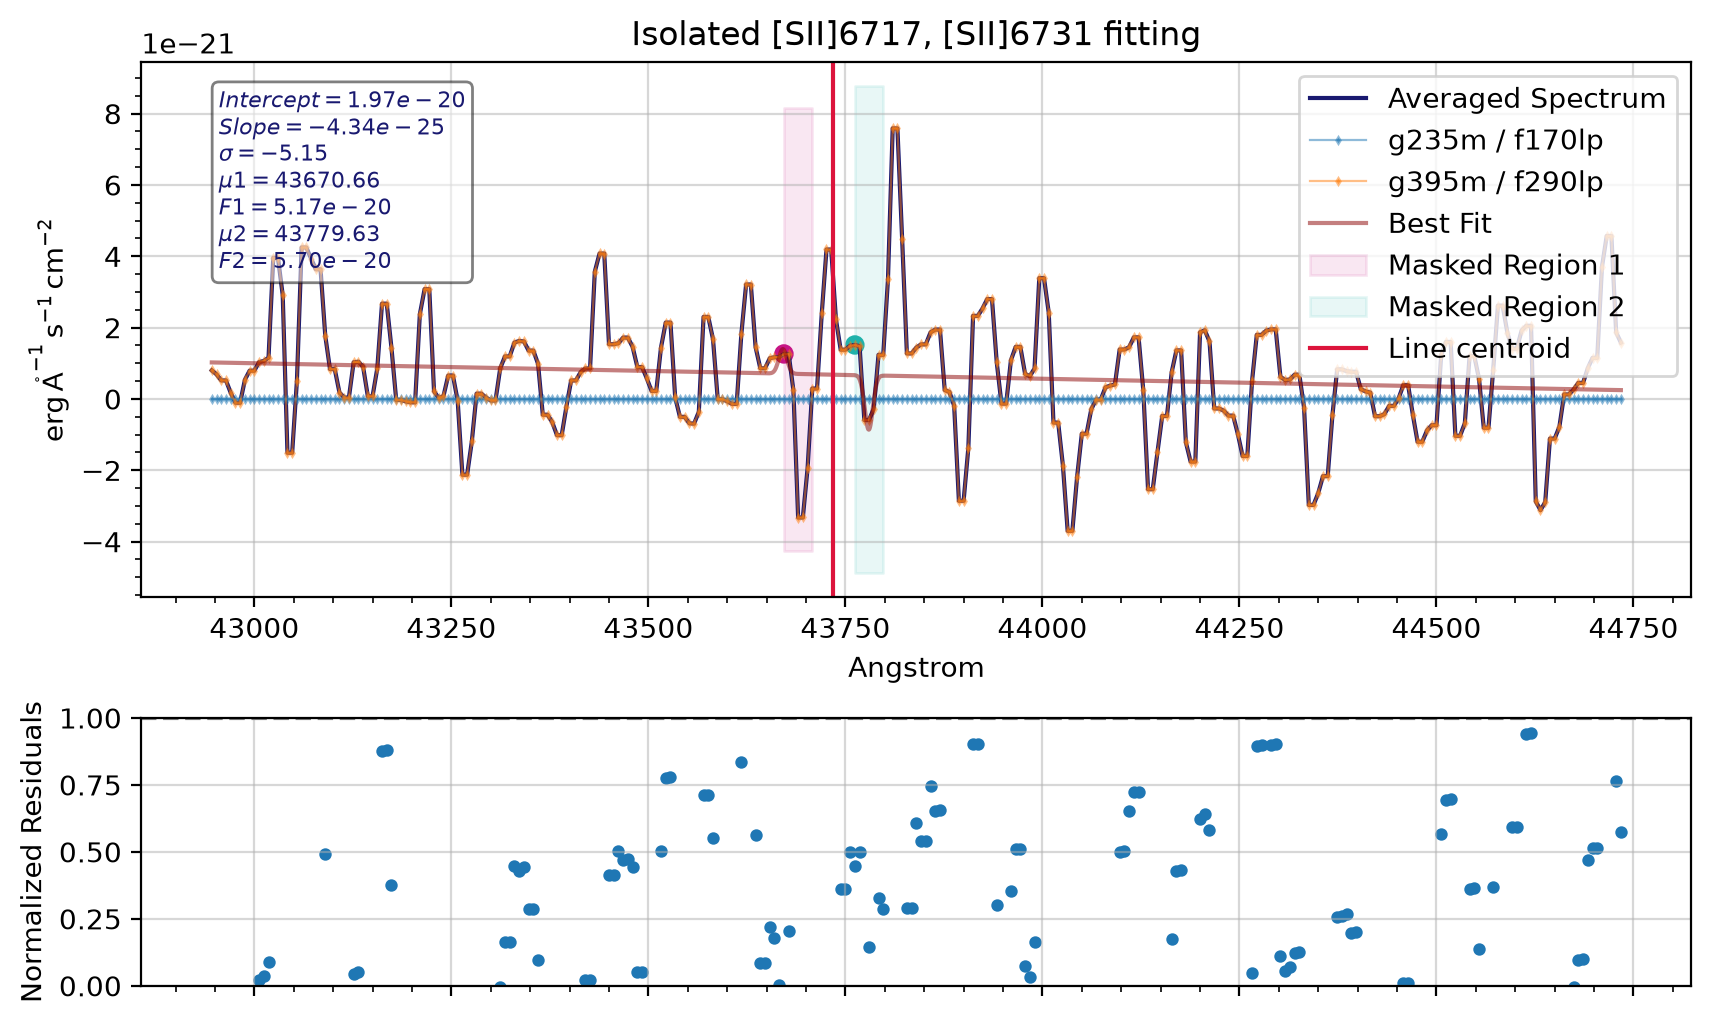 Isolated [SII]6717, [SII]6731 fitting
1e−21
Intercept = 1.97e − 20
Slope = −4.34e − 25
σ = −5.15
μ1 = 43670.66
F1 = 5.17e − 20
μ2 = 43779.63
F2 = 5.70e − 20
Averaged Spectrum
g235m / f170lp
g395m / f290lp
Best Fit
Masked Region 1
Masked Region 2
Line centroid
8
6
4
2
0
−2
−4
erg Å⁻¹ s⁻¹ cm⁻²
43000 43250 43500 43750 44000 44250 44500 44750
Angstrom
1.00
0.75
0.50
0.25
0.00
Normalized Residuals